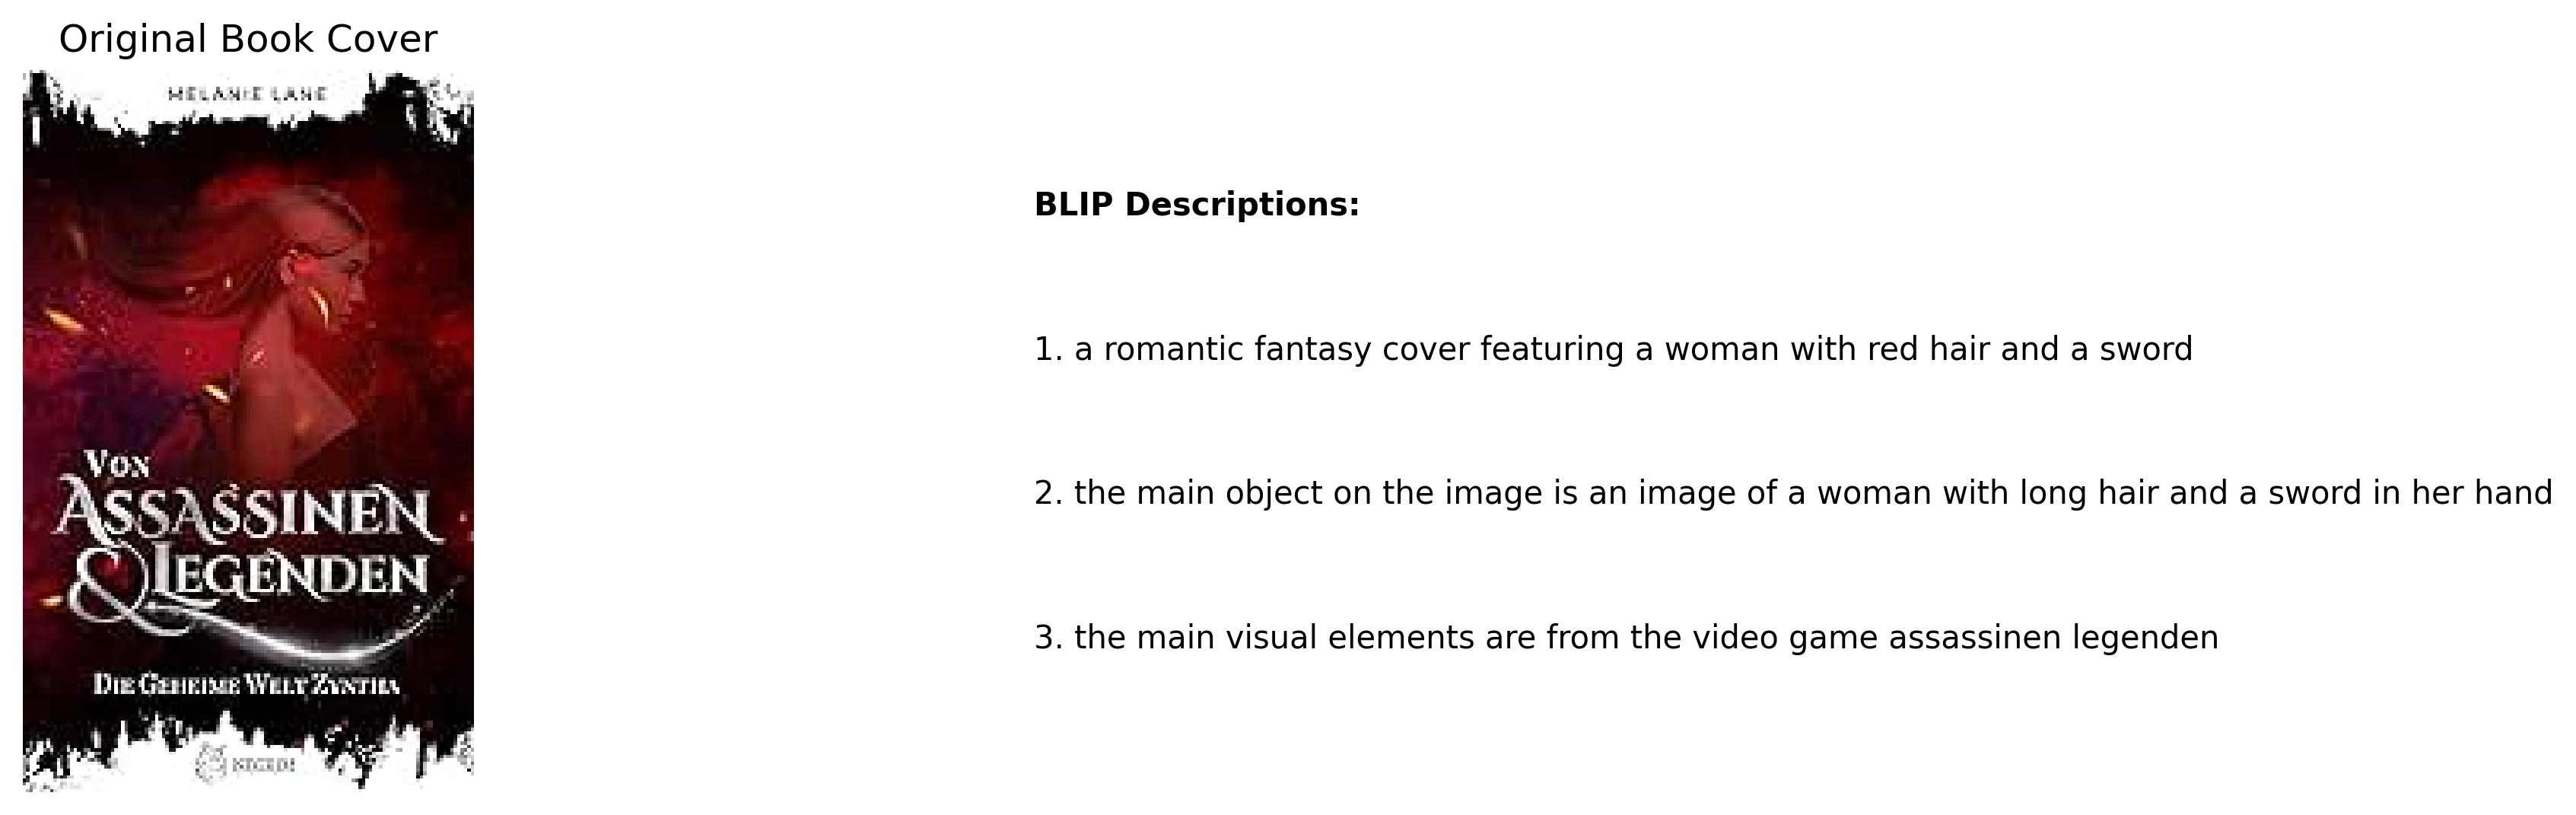 Original Book Cover
MELANIE LANE
VON
ASSASSINEN
& LEGENDEN
DIE GEHEIME WELT ZYNTHA
BLIP Descriptions:
1. a romantic fantasy cover featuring a woman with red hair and a sword
2. the main object on the image is an image of a woman with long hair and a sword in her hand
3. the main visual elements are from the video game assassinen legenden